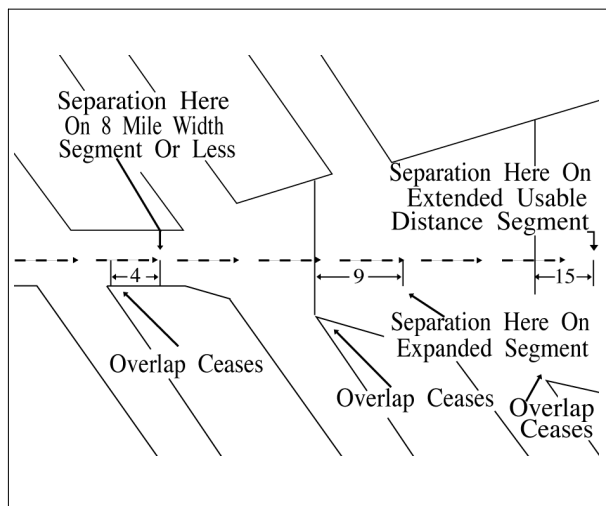 Separation Here
On 8 Mile Width
Segment Or Less
Separation Here On
Extended Usable
Distance Segment
4
9
15
Overlap Ceases
Separation Here On
Expanded Segment
Overlap Ceases
Overlap
Ceases